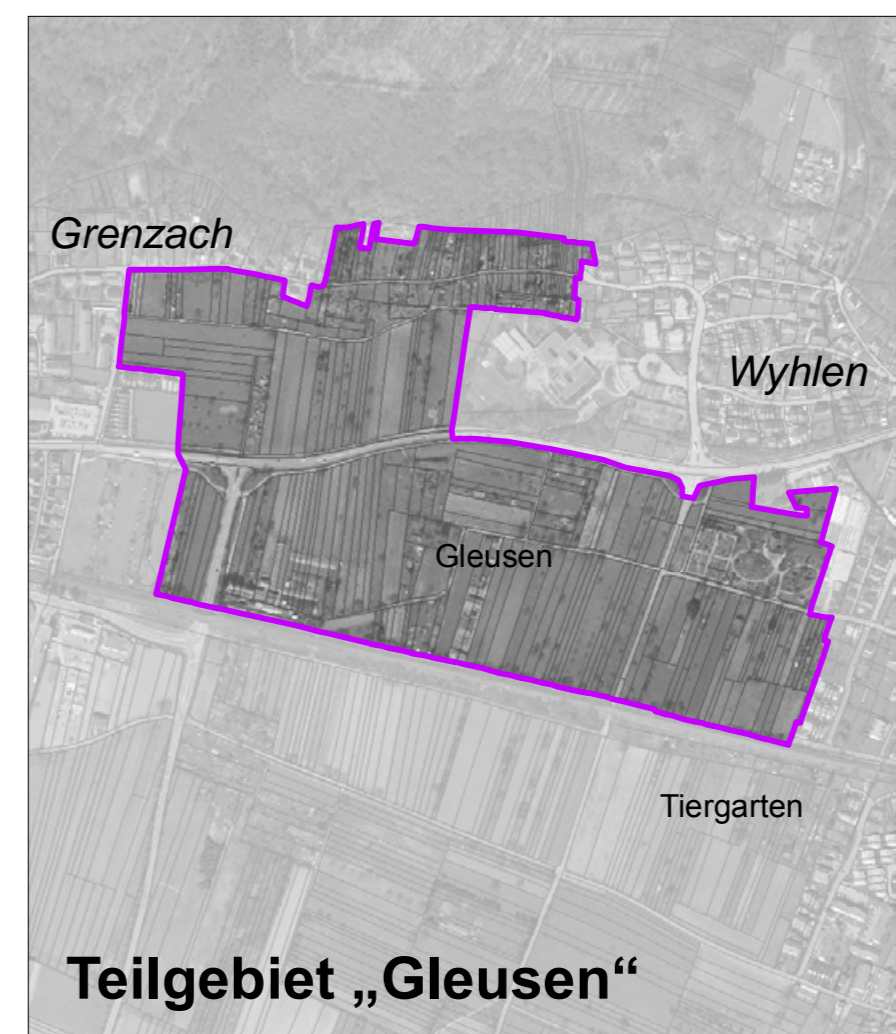 Grenzach
Wyhlen
Gleusen
Tiergarten
Teilgebiet „Gleusen“